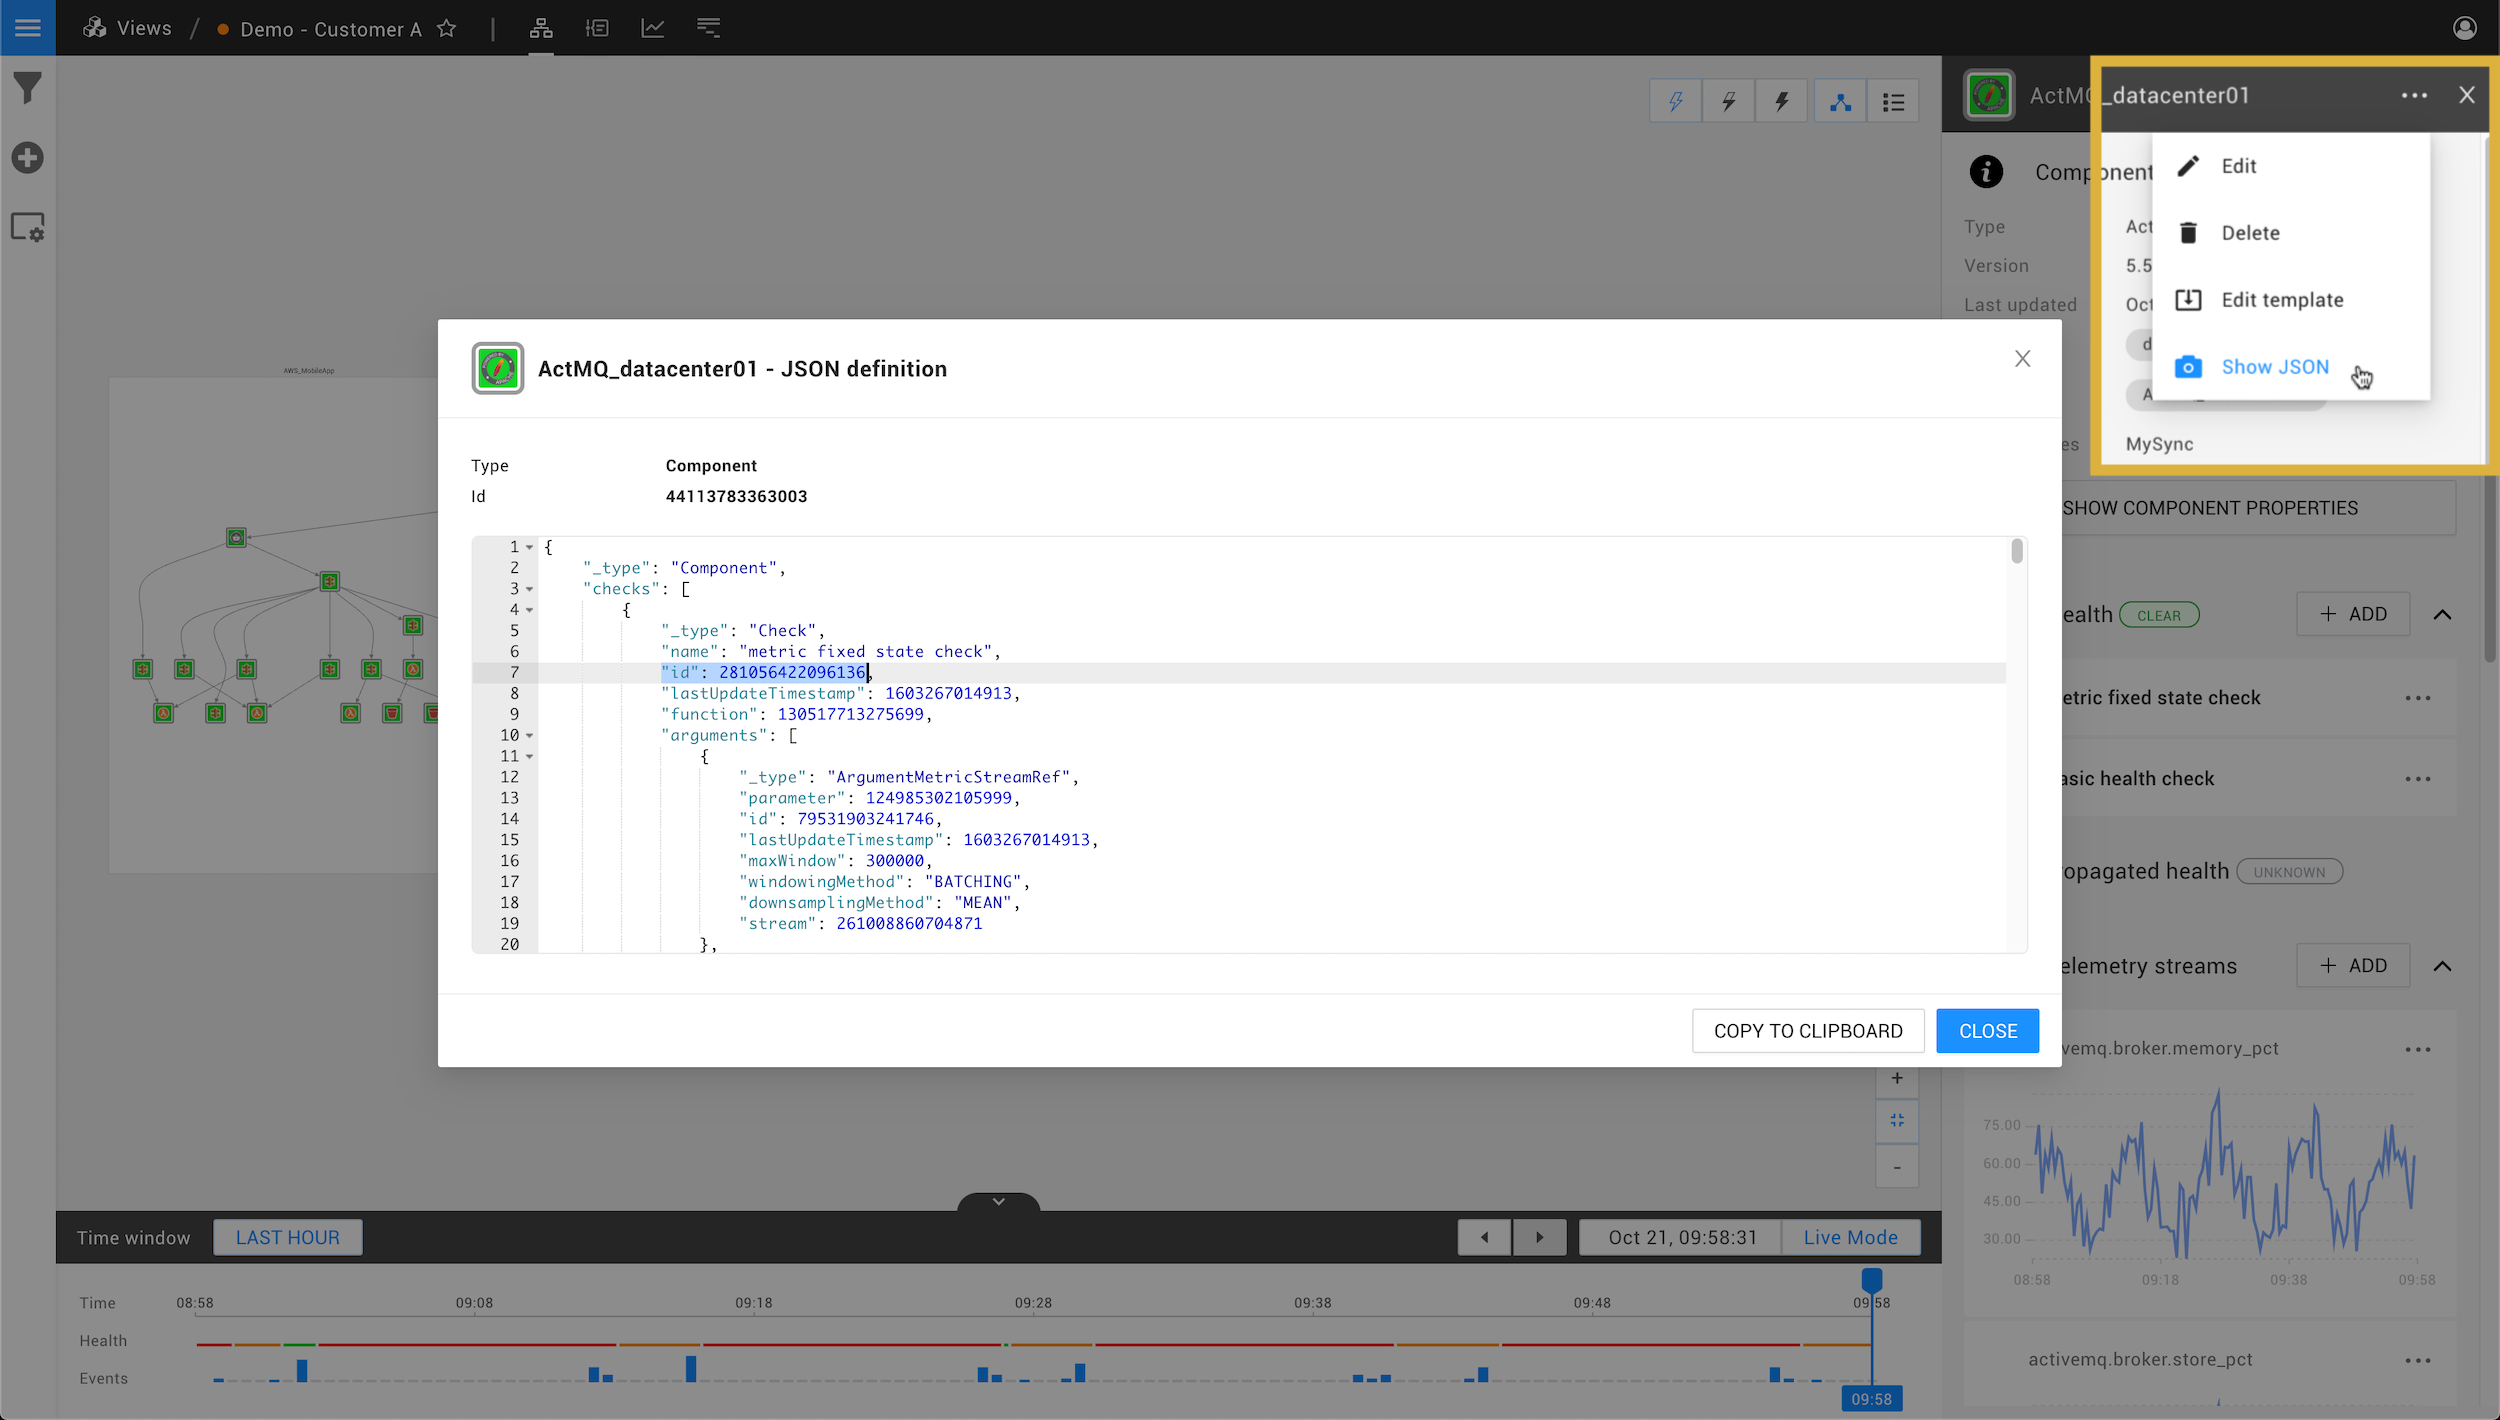 Views / Demo - Customer A
ActMQ_datacenter01
Edit
Delete
Edit template
Show JSON
Component
Type
Act
Version
5.5
Last updated
Oct
d
A
es
MySync
SHOW COMPONENT PROPERTIES
ealth CLEAR + ADD
etric fixed state check
asic health check
opagated health UNKNOWN
elemetry streams + ADD
vemq.broker.memory_pct
75.00
60.00
45.00
30.00
08:58 09:18 09:38 09:58
activemq.broker.store_pct
AWS_MobileApp
ActMQ_datacenter01 - JSON definition
Type Component
Id 44113783363003
1 {
2 "_type": "Component",
3 "checks": [
4 {
5 "_type": "Check",
6 "name": "metric fixed state check",
7 "id": 281056422096136,
8 "lastUpdateTimestamp": 1603267014913,
9 "function": 130517713275699,
10 "arguments": [
11 {
12 "_type": "ArgumentMetricStreamRef",
13 "parameter": 124985302105999,
14 "id": 79531903241746,
15 "lastUpdateTimestamp": 1603267014913,
16 "maxWindow": 300000,
17 "windowingMethod": "BATCHING",
18 "downsamplingMethod": "MEAN",
19 "stream": 261008860704871
20 },
COPY TO CLIPBOARD CLOSE
+
-
Time window LAST HOUR Oct 21, 09:58:31 Live Mode
Time 08:58 09:08 09:18 09:28 09:38 09:48 09:58
Health
Events
09:58